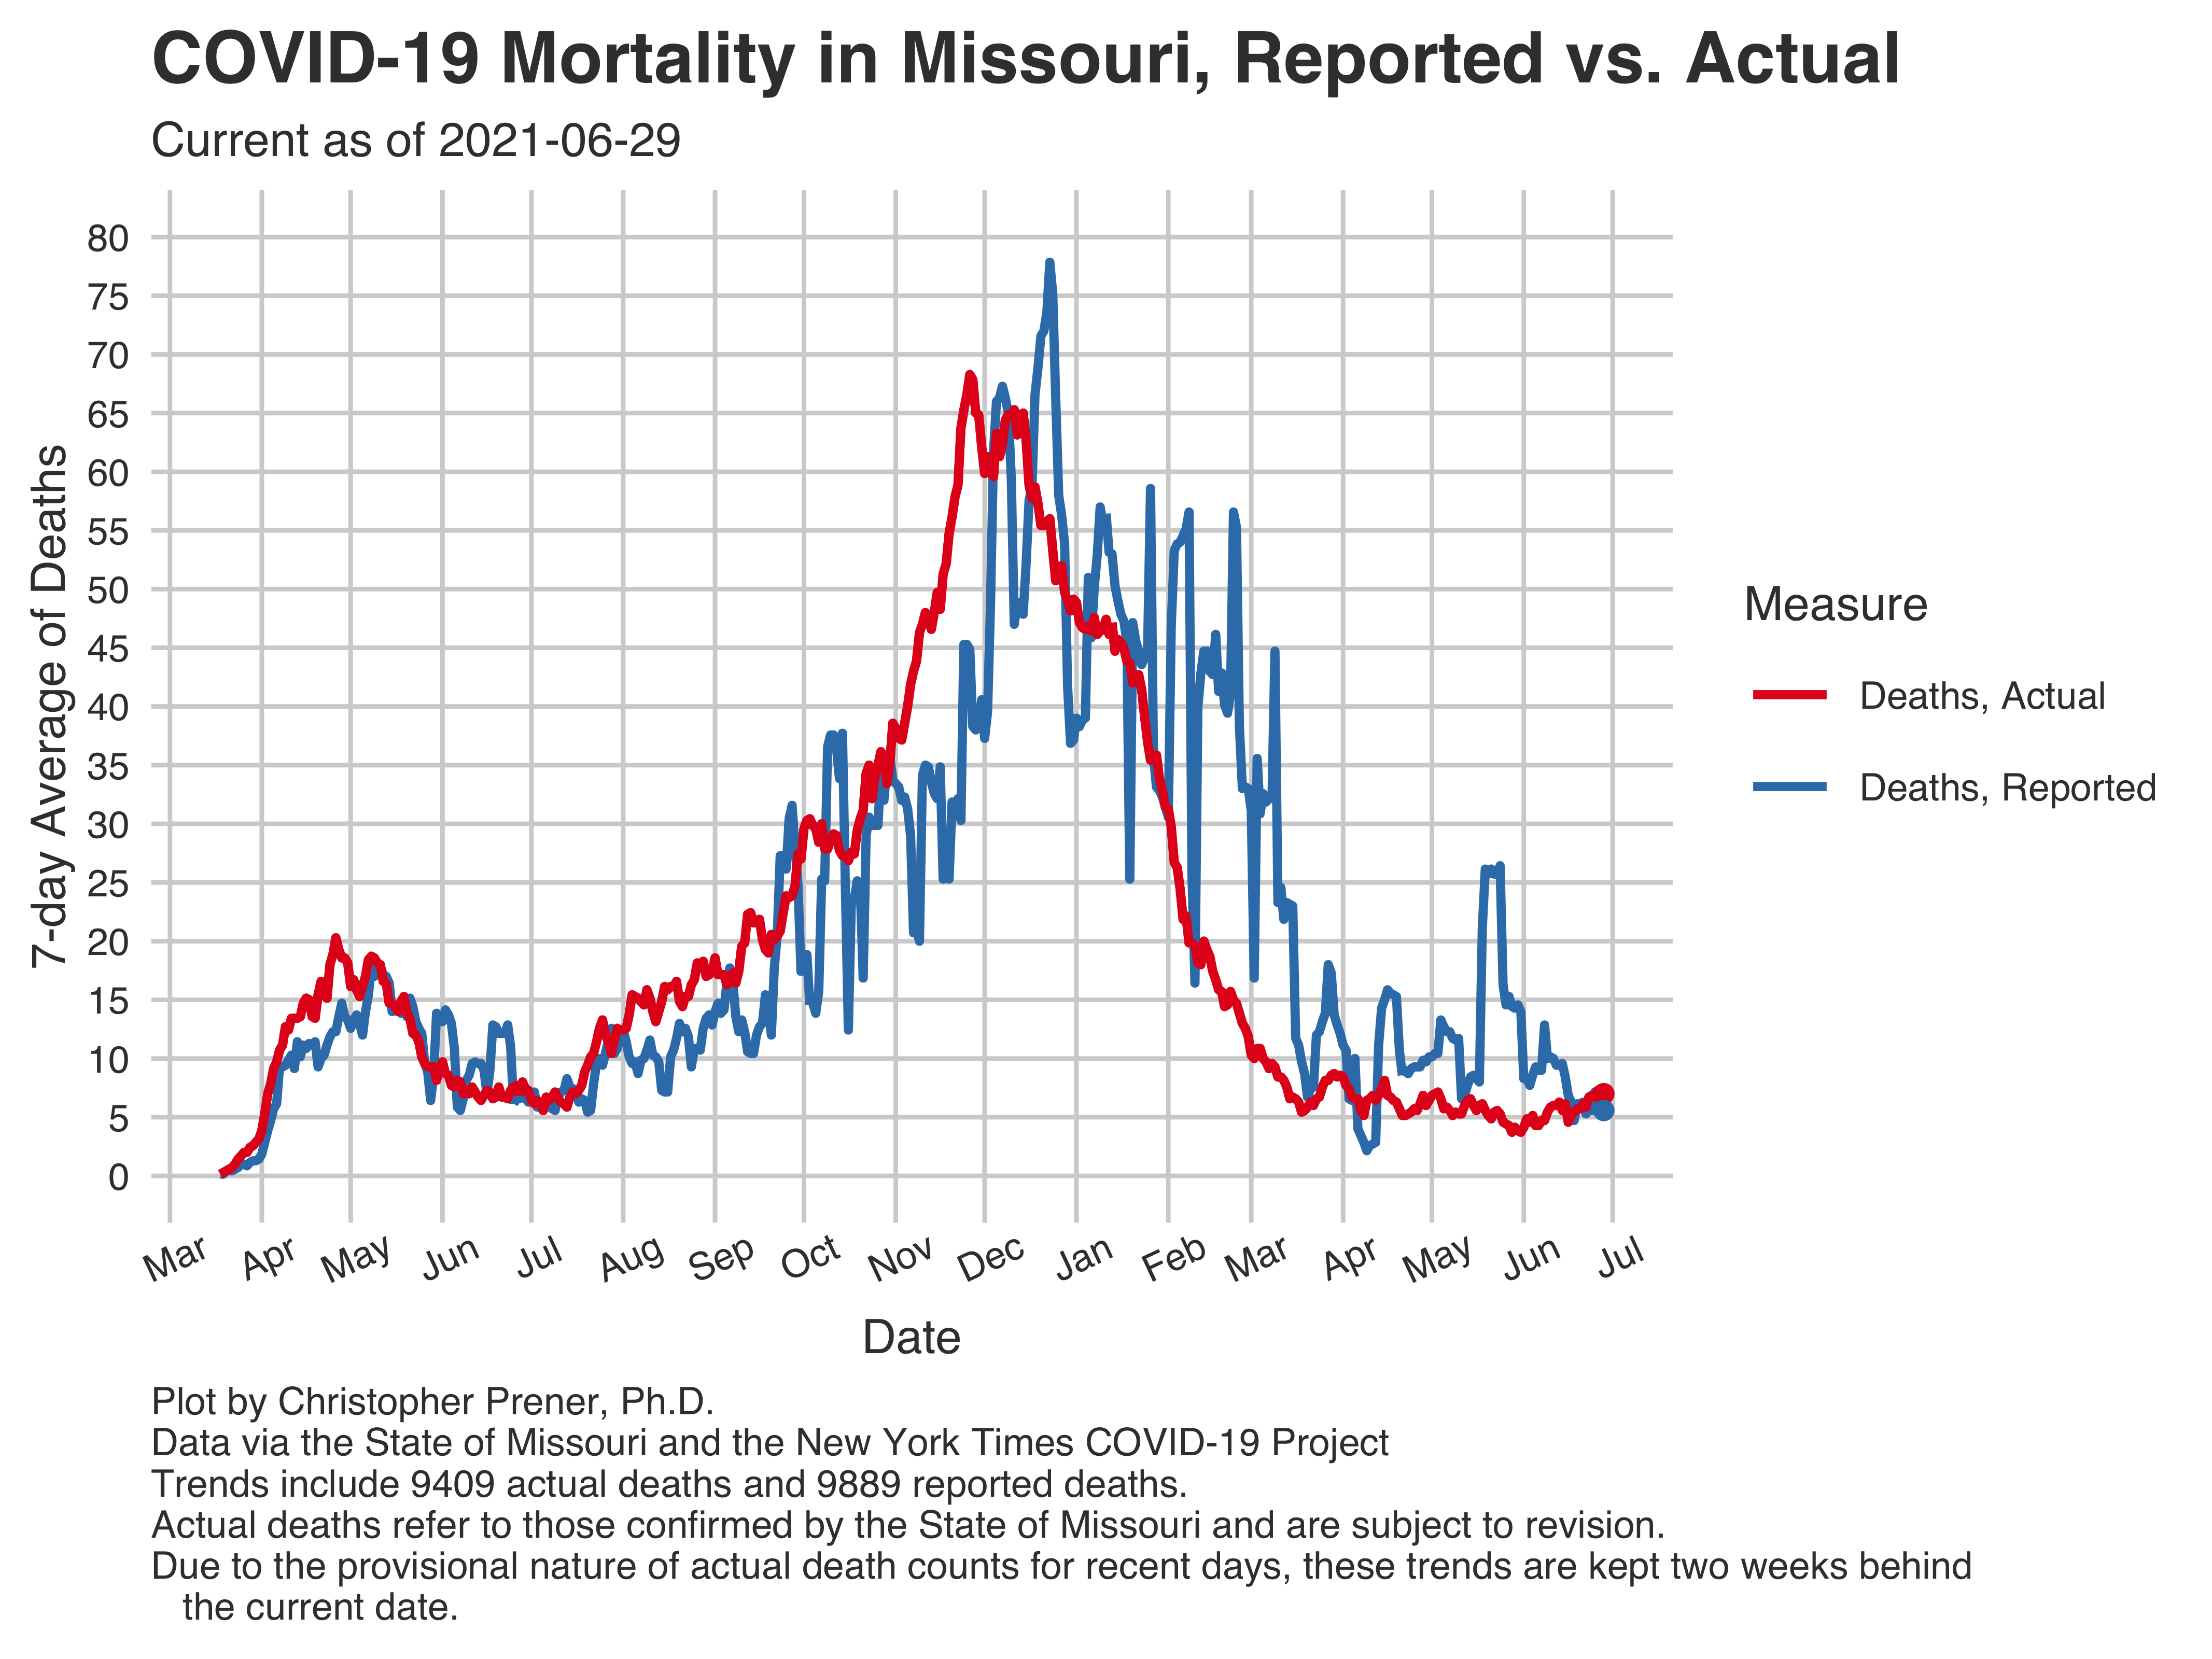 COVID-19 Mortality in Missouri, Reported vs. Actual
Current as of 2021-06-29
80
75
70
65
60
55
50
45
40
35
30
25
20
15
10
5
0
7-day Average of Deaths
Mar Apr May Jun Jul Aug Sep Oct Nov Dec Jan Feb Mar Apr May Jun Jul
Date
Measure
Deaths, Actual
Deaths, Reported
Plot by Christopher Prener, Ph.D.
Data via the State of Missouri and the New York Times COVID-19 Project
Trends include 9409 actual deaths and 9889 reported deaths.
Actual deaths refer to those confirmed by the State of Missouri and are subject to revision.
Due to the provisional nature of actual death counts for recent days, these trends are kept two weeks behind
the current date.